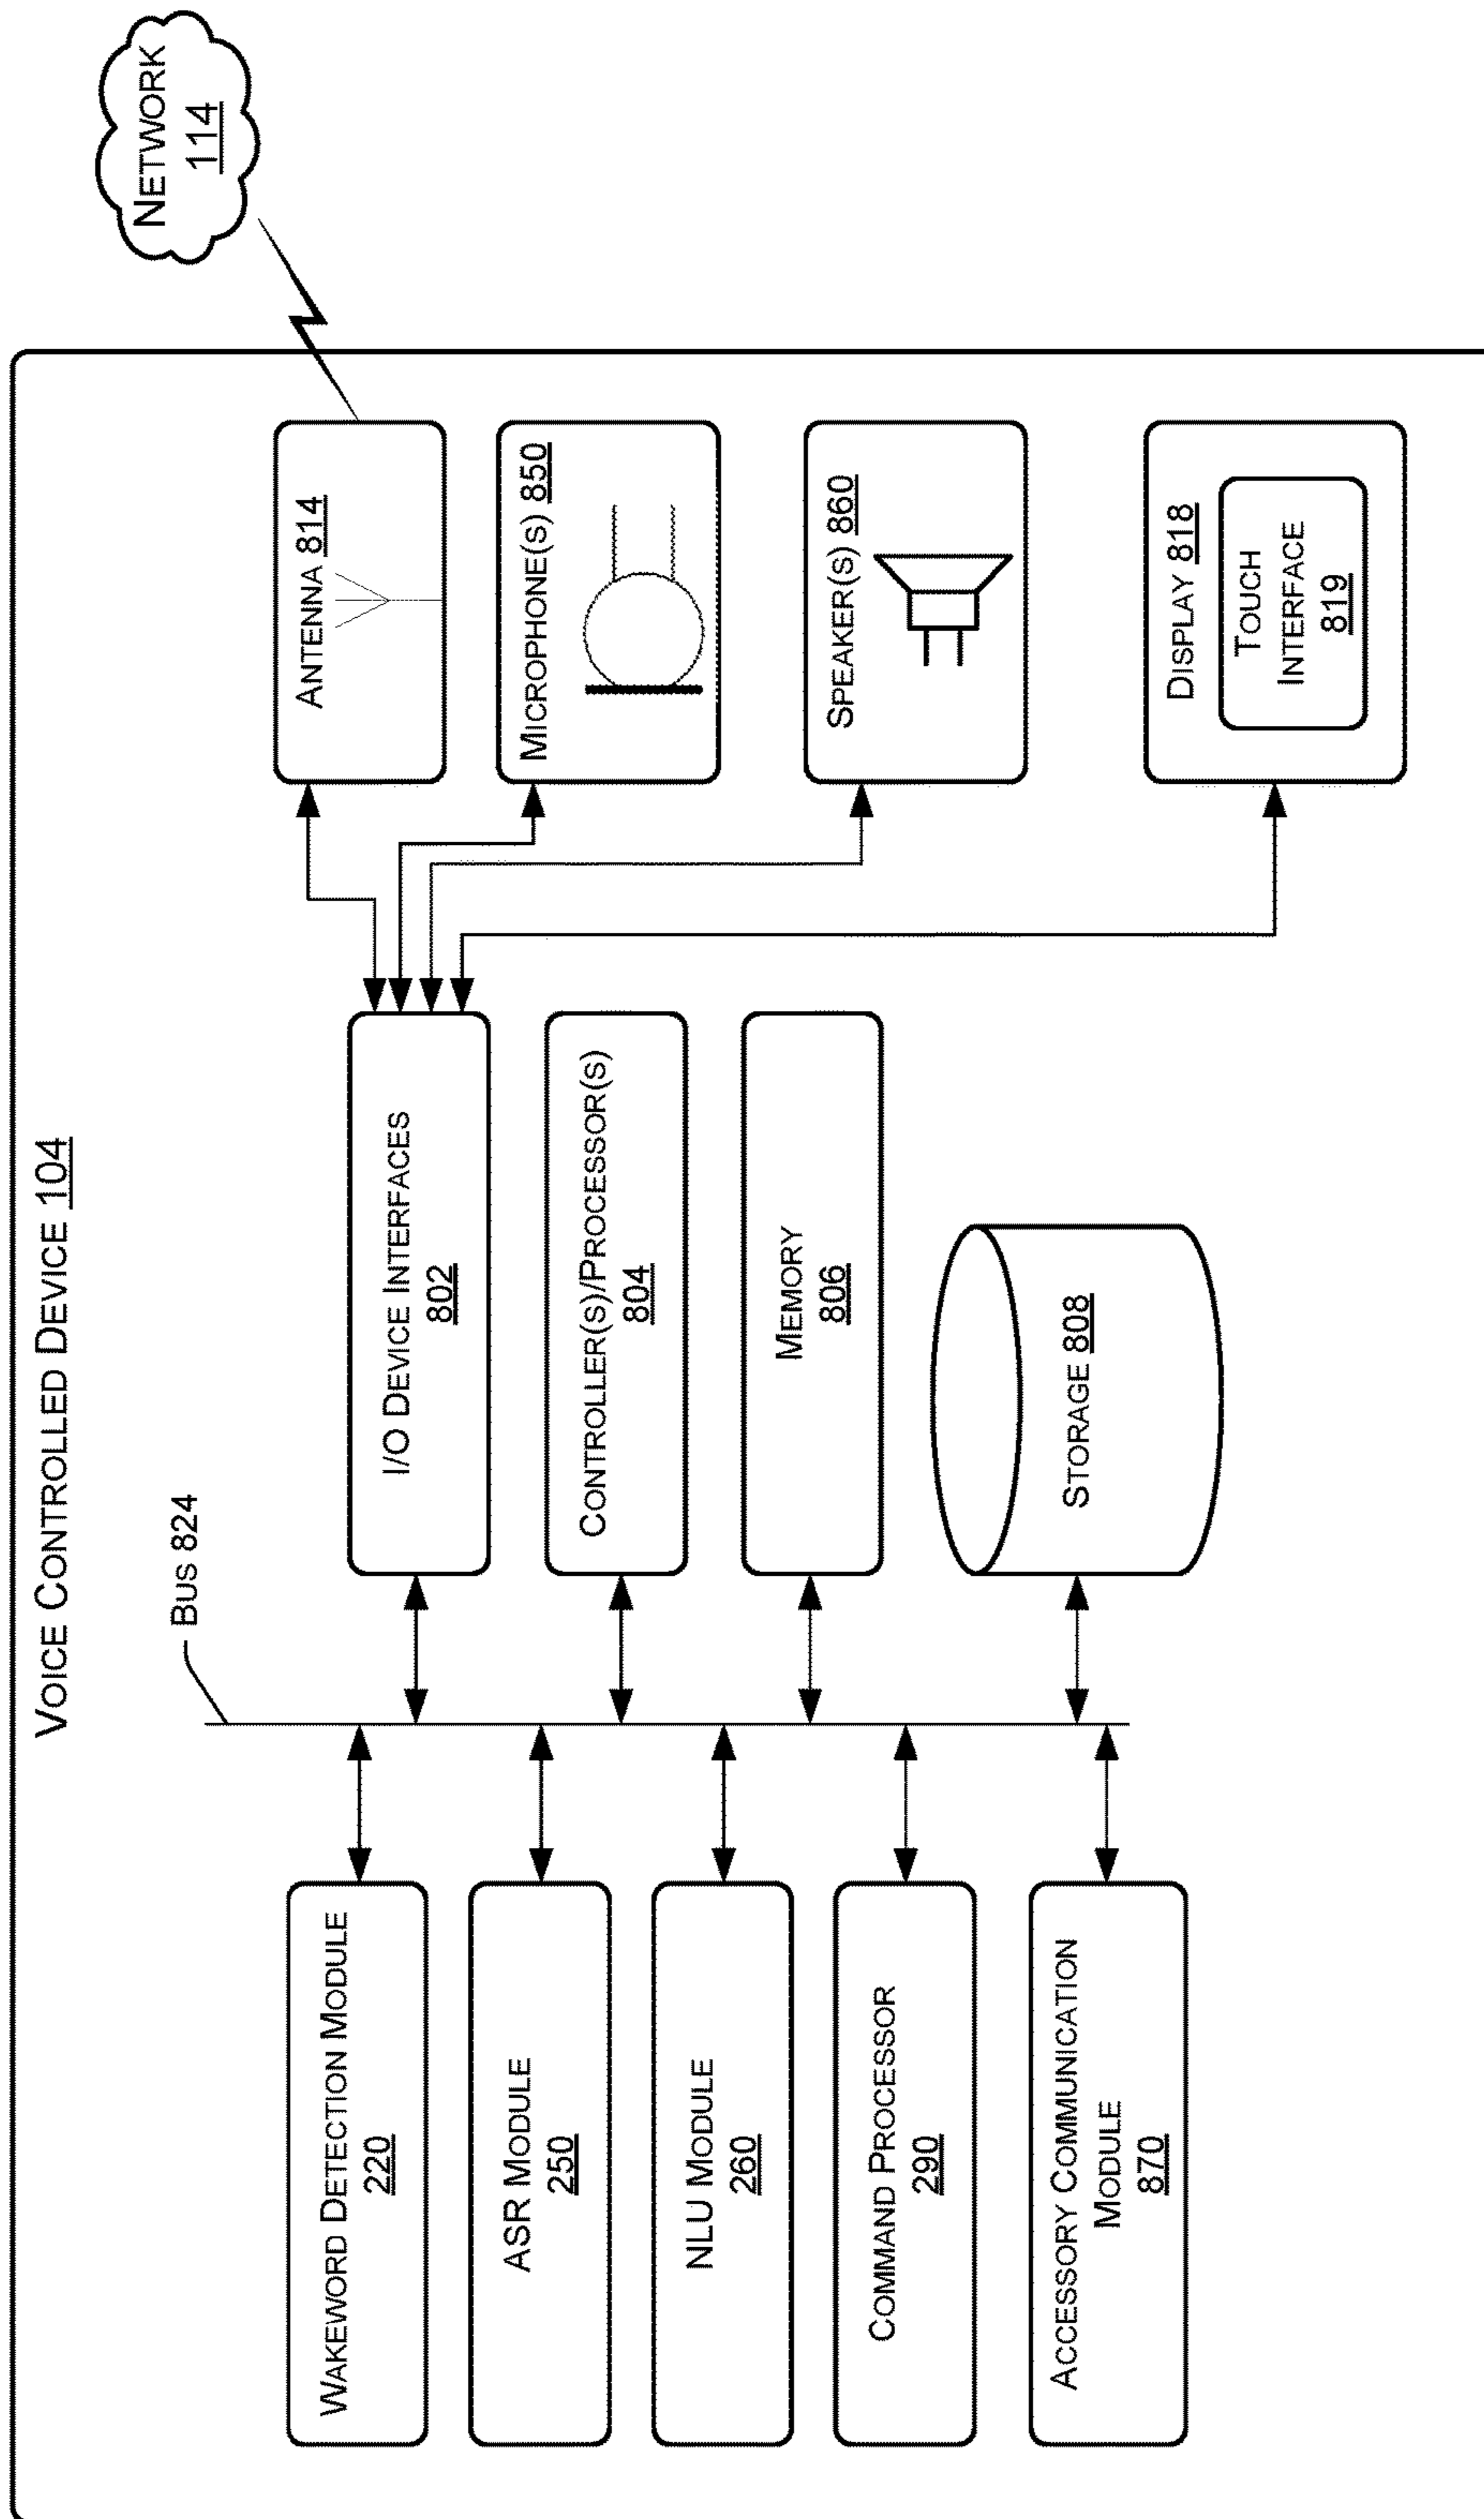 VOICE CONTROLLED DEVICE 104
BUS 824
WAKEWORD DETECTION MODULE
220
ASR MODULE
250
NLU MODULE
260
COMMAND PROCESSOR
290
ACCESSORY COMMUNICATION
MODULE
870
I/O DEVICE INTERFACES
802
CONTROLLER(S)/PROCESSOR(S)
804
MEMORY
806
STORAGE 808
ANTENNA 814
MICROPHONE(S) 850
SPEAKER(S) 860
DISPLAY 818
TOUCH
INTERFACE
819
NETWORK
114